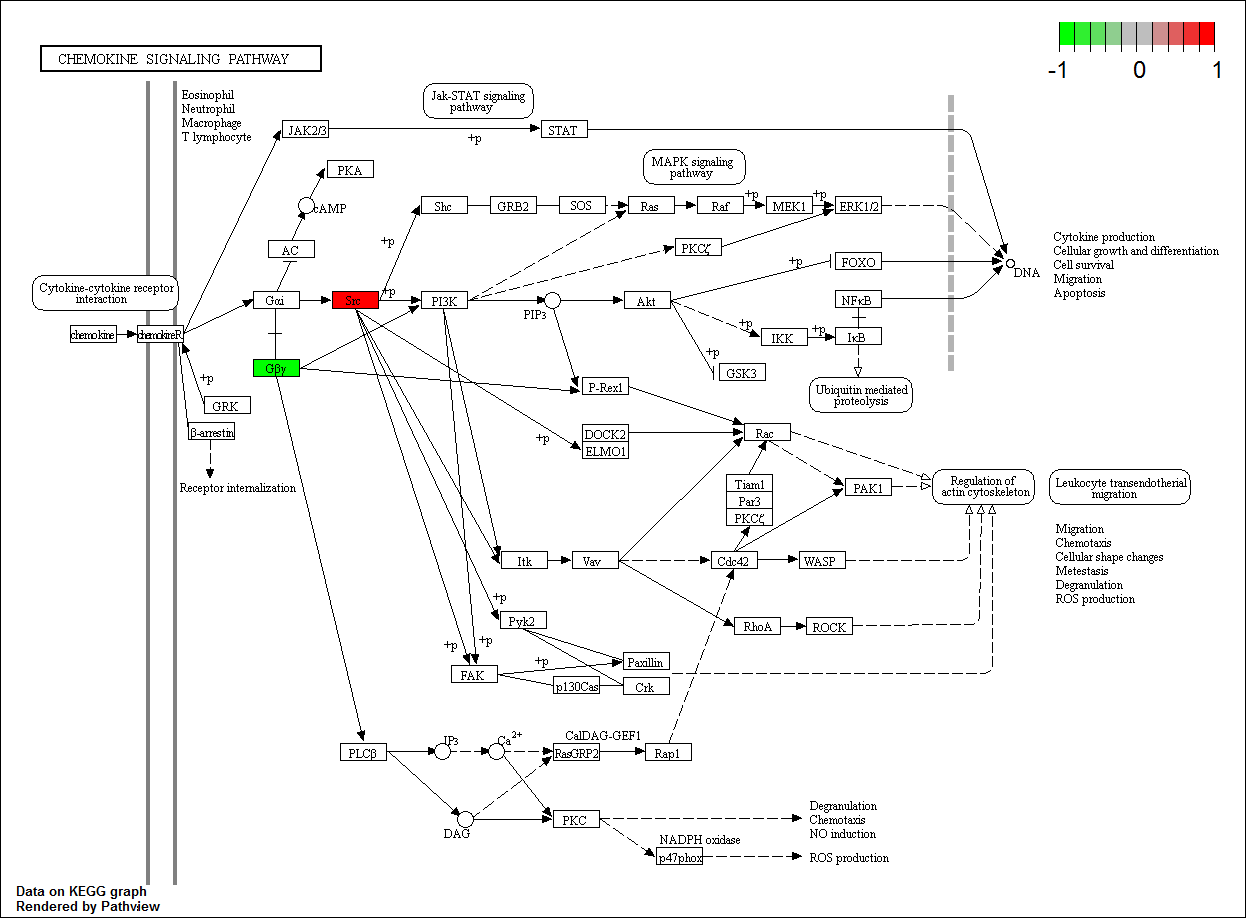 CHEMOKINE SIGNALING PATHWAY
-1
0
1
Eosinophil
Neutrophil
Macrophage
T lymphocyte
Jak-STAT signaling
pathway
JAK2/3
+p
STAT
PKA
cAMP
AC
MAPK signaling
pathway
+p
Shc
GRB2
SOS
Ras
Raf
+p
MEK1
+p
ERK1/2
PKCζ
+p
FOXO
Cytokine production
Cellular growth and differentiation
Cell survival
Migration
Apoptosis
DNA
Cytokine-cytokine receptor
interaction
chemokine
chemokineR
Gαi
Src
+p
PI3K
PIP3
Akt
NFκB
+p
IKK
+p
IκB
+p
GSK3
Gβγ
+p
GRK
β-arrestin
Receptor internalization
P-Rex1
Ubiquitin mediated
proteolysis
+p
DOCK2
ELMO1
Rac
Tiam1
Par3
PKCζ
PAK1
Regulation of
actin cytoskeleton
Leukocyte transendotherial
migration
Migration
Chemotaxis
Cellular shape changes
Metestasis
Degranulation
ROS production
Itk
Vav
Cdc42
WASP
+p
Pyk2
RhoA
ROCK
+p
+p
FAK
+p
Paxillin
p130Cas
Crk
PLCβ
IP3
Ca2+
CalDAG-GEF1
RasGRP2
Rap1
DAG
PKC
Degranulation
Chemotaxis
NO induction
NADPH oxidase
p47phox
ROS production
Data on KEGG graph
Rendered by Pathview